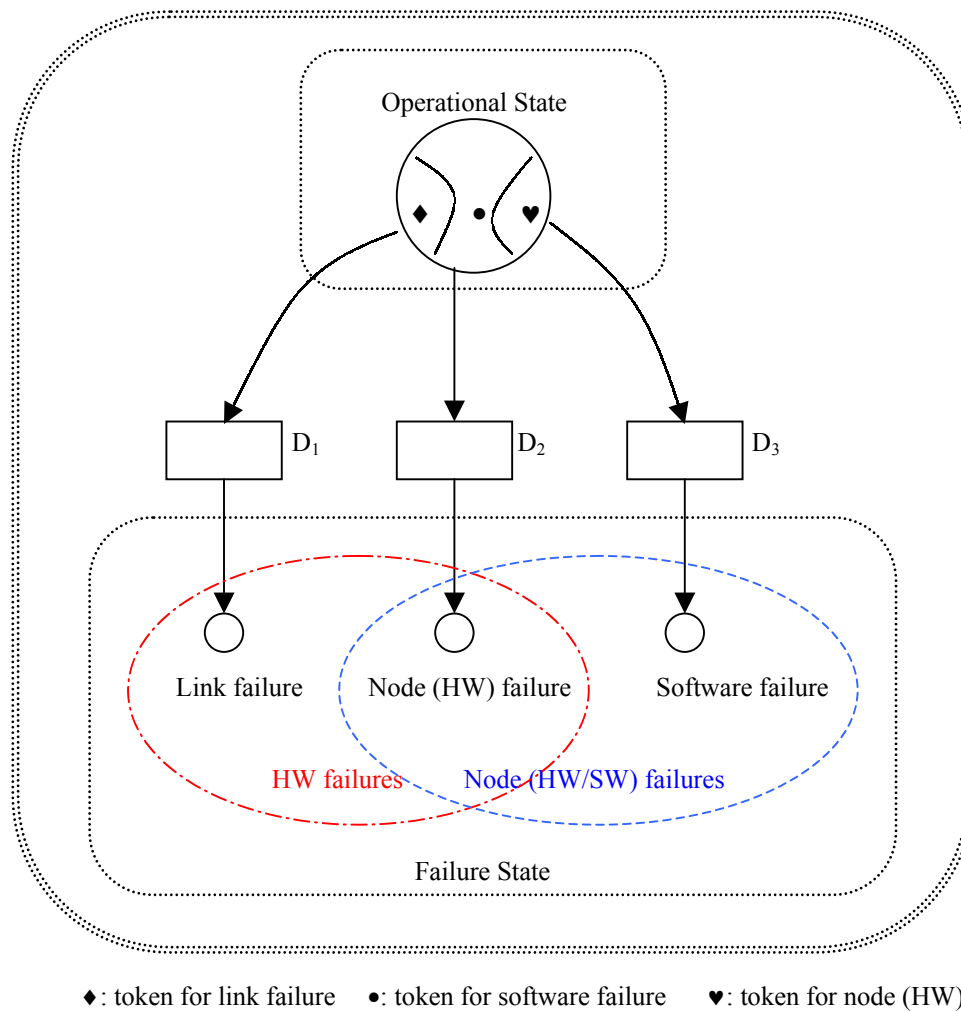 Operational State
♦ • ♥
D₁ D₂ D₃
Link failure Node (HW) failure Software failure
HW failures Node (HW/SW) failures
Failure State
♦: token for link failure •: token for software failure ♥: token for node (HW)